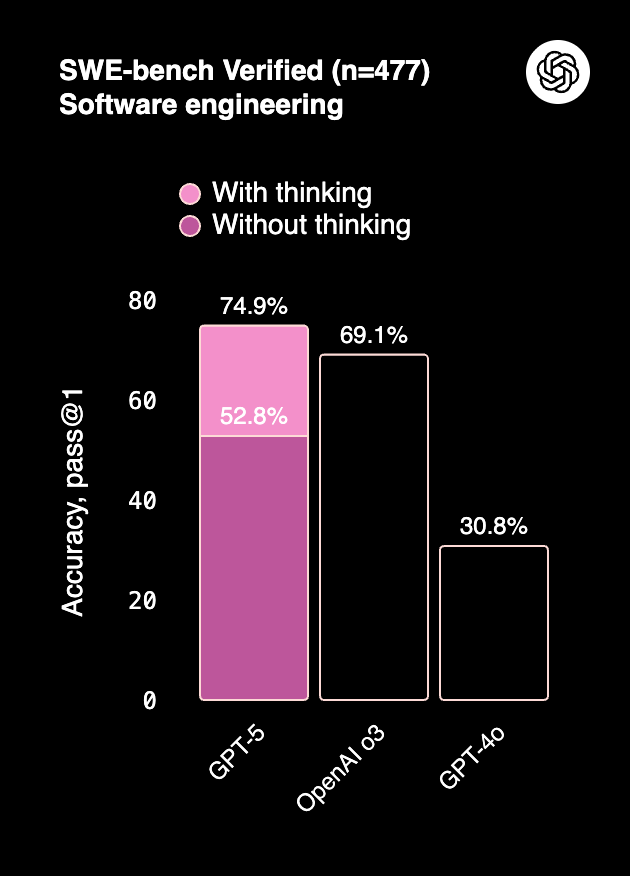 SWE-bench Verified (n=477)
Software engineering
With thinking
Without thinking
Accuracy, pass@1
80
60
40
20
0
74.9%
52.8%
69.1%
30.8%
GPT-5
OpenAI o3
GPT-4o